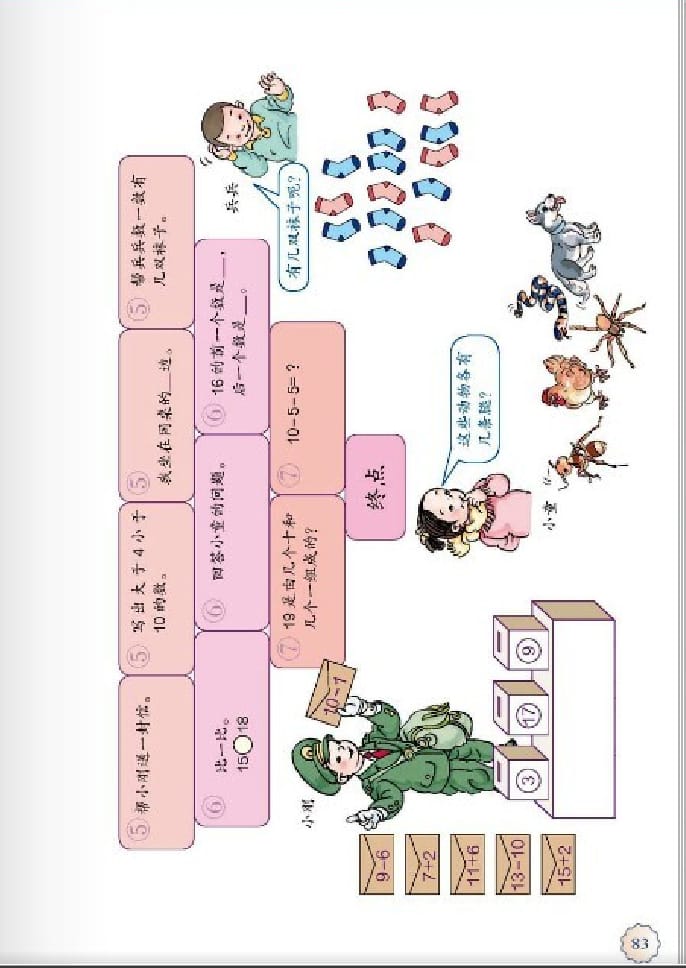 ⑤ 帮小刚送一封信。
⑤ 写出大于4小于
10的数。
⑤ 我坐在同桌的__边。
⑤ 帮兵兵数一数有
几双袜子。
⑥ 比一比。
15○18
⑥ 回答小童的问题。
⑥ 16的前一个数是__,
后一个数是__。
⑦ 19是由几个十和
几个一组成的?
⑦ 10-5-5=?
终点
兵兵
有几双袜子呢?
小刚
10-1
9-6
7+2
11+6
13-10
15+2
3
17
9
这些动物各有
几条腿?
小童
83